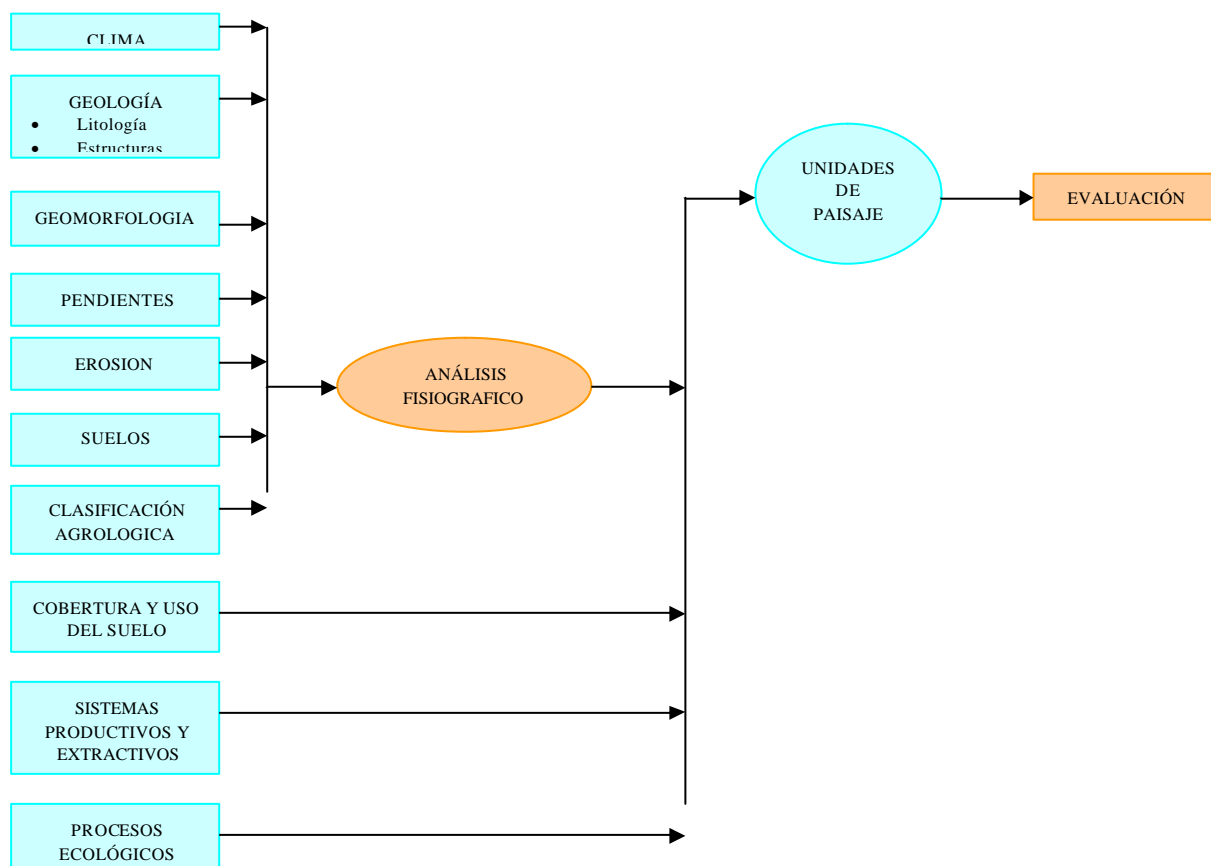 CLIMA
GEOLOGÍA
• Litología
• Estructuras
GEOMORFOLOGIA
PENDIENTES
EROSION
SUELOS
CLASIFICACIÓN
AGROLOGICA
COBERTURA Y USO
DEL SUELO
SISTEMAS
PRODUCTIVOS Y
EXTRACTIVOS
PROCESOS
ECOLÓGICOS
ANÁLISIS
FISIOGRAFICO
UNIDADES
DE
PAISAJE
EVALUACIÓN